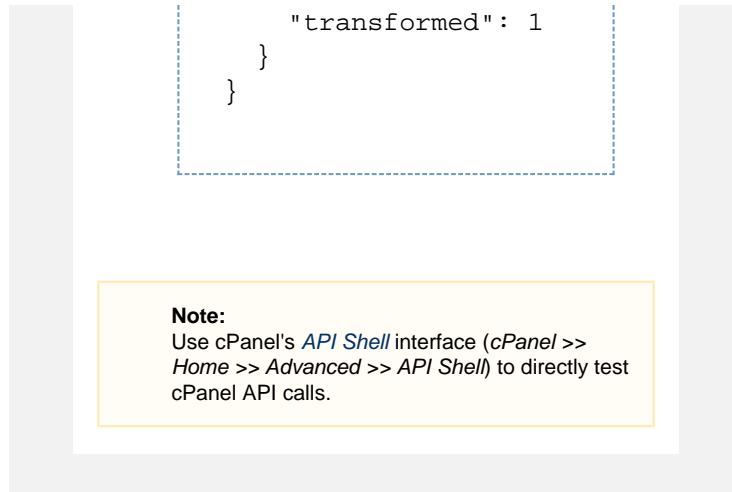 "transformed": 1
}
}
Note:
Use cPanel's API Shell interface (cPanel >>
Home >> Advanced >> API Shell) to directly test
cPanel API calls.